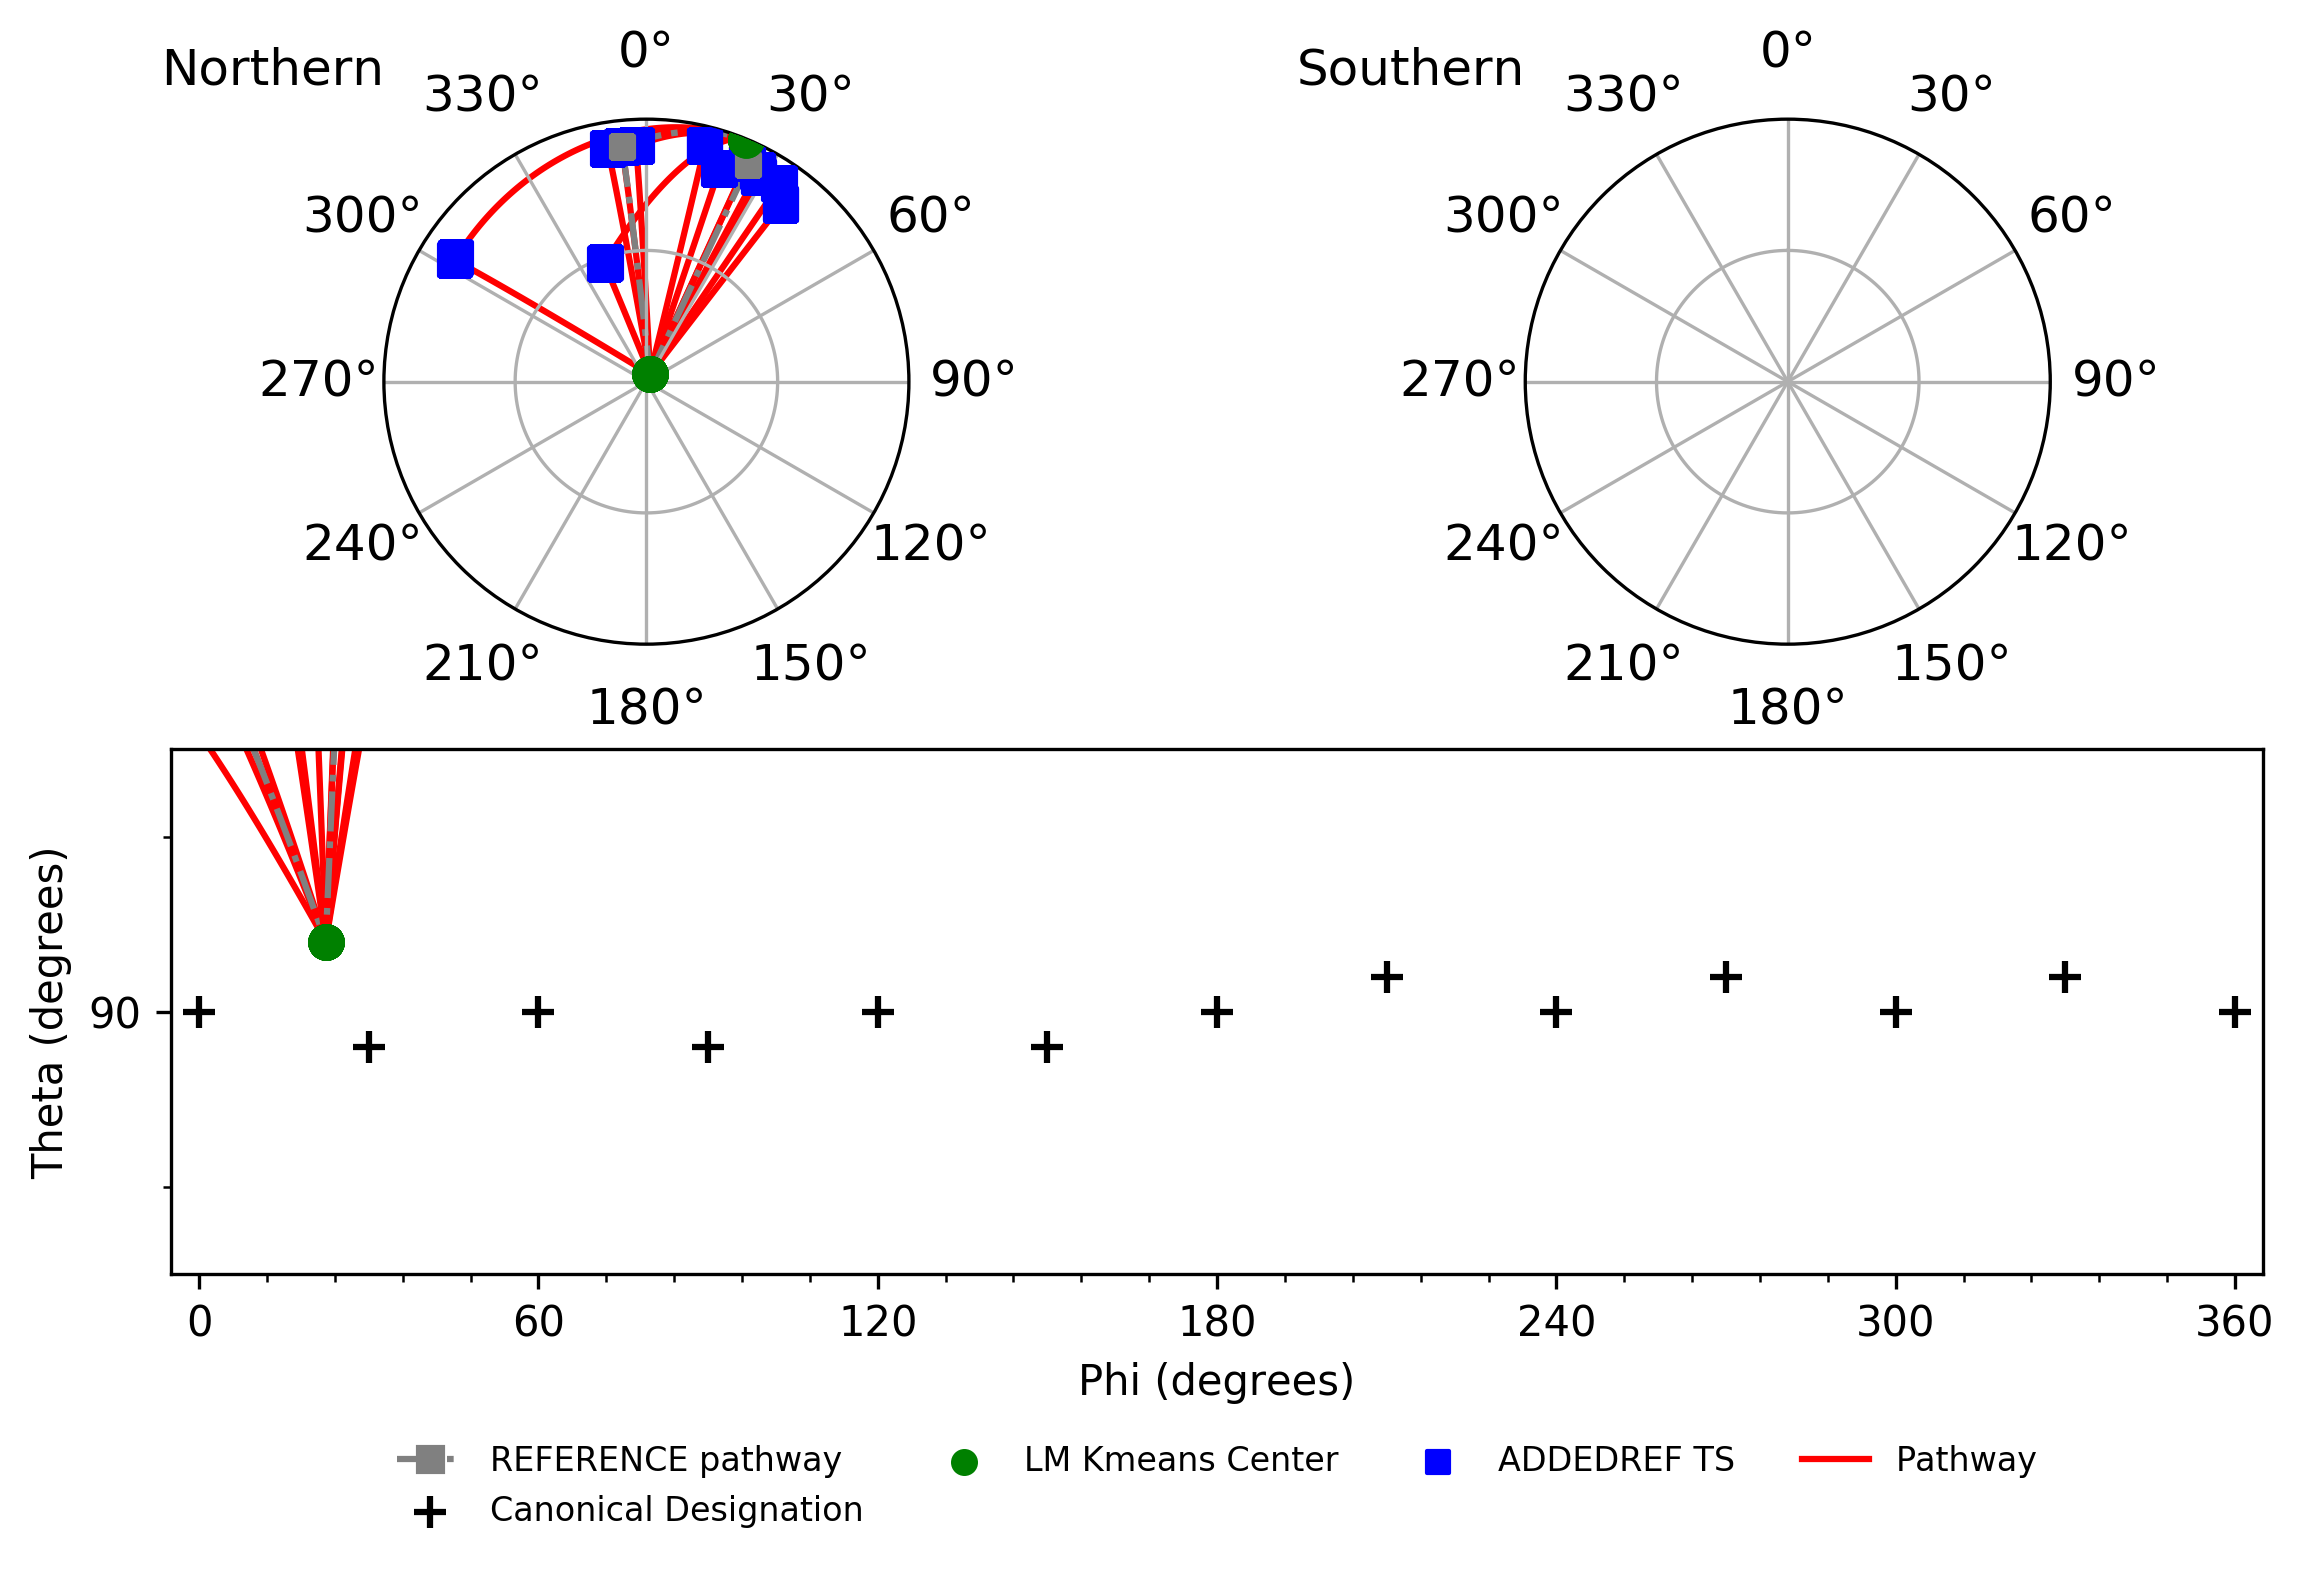 Northern
0°
30°
60°
90°
120°
150°
180°
210°
240°
270°
300°
330°
Southern
0°
30°
60°
90°
120°
150°
180°
210°
240°
270°
300°
330°
Theta (degrees)
90
0 60 120 180 240 300 360
Phi (degrees)
REFERENCE pathway
Canonical Designation
LM Kmeans Center
ADDEDREF TS
Pathway